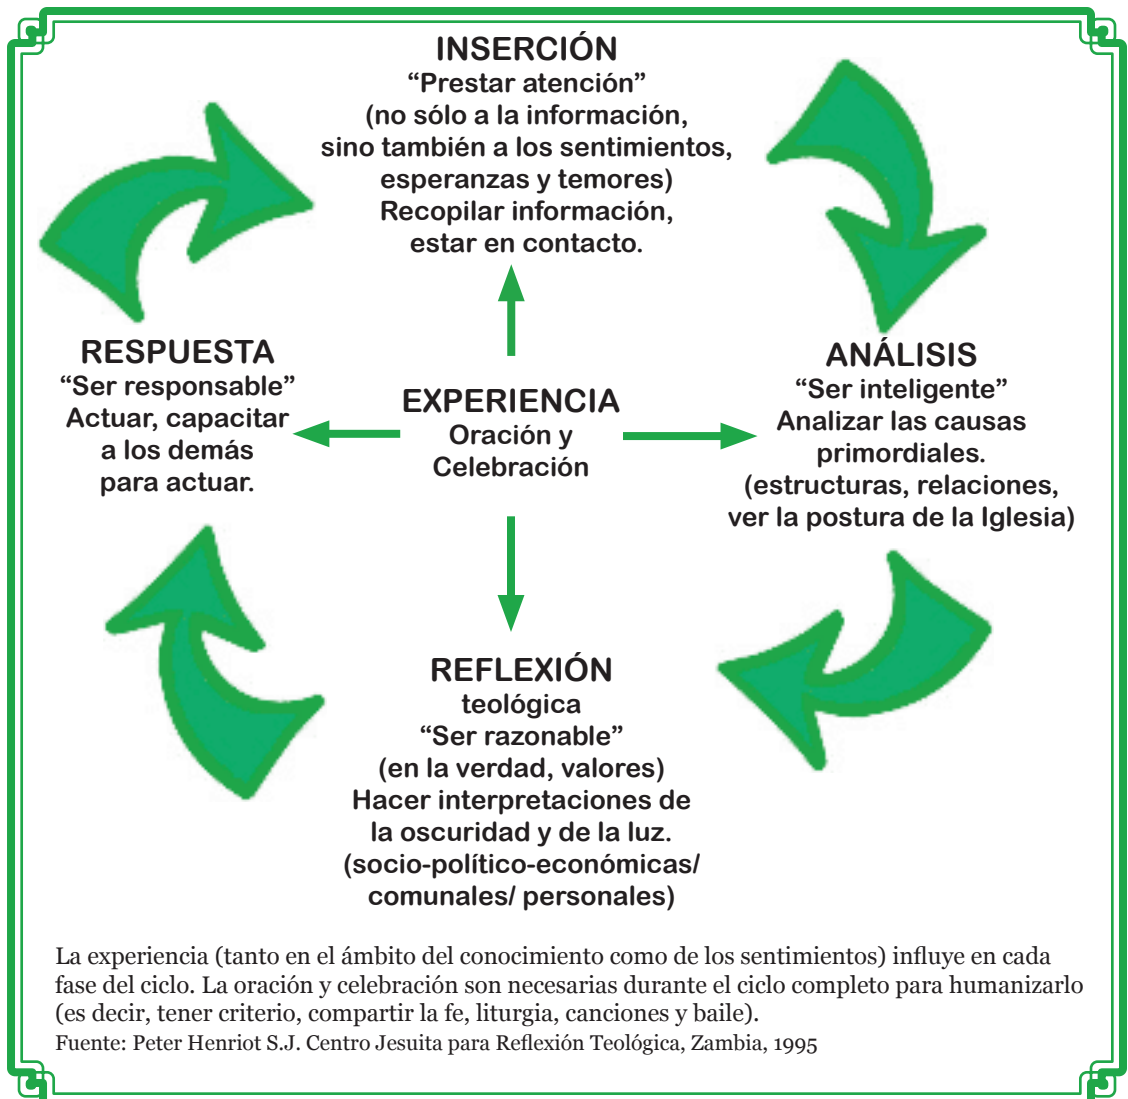 INSERCIÓN
“Prestar atención”
(no sólo a la información,
sino también a los sentimientos,
esperanzas y temores)
Recopilar información,
estar en contacto.
RESPUESTA
“Ser responsable”
Actuar, capacitar
a los demás
para actuar.
EXPERIENCIA
Oración y
Celebración
ANÁLISIS
“Ser inteligente”
Analizar las causas
primordiales.
(estructuras, relaciones,
ver la postura de la Iglesia)
REFLEXIÓN
teológica
“Ser razonable”
(en la verdad, valores)
Hacer interpretaciones de
la oscuridad y de la luz.
(socio-político-económicas/
comunales/ personales)
La experiencia (tanto en el ámbito del conocimiento como de los sentimientos) influye en cada
fase del ciclo. La oración y celebración son necesarias durante el ciclo completo para humanizarlo
(es decir, tener criterio, compartir la fe, liturgia, canciones y baile).
Fuente: Peter Henriot S.J. Centro Jesuita para Reflexión Teológica, Zambia, 1995